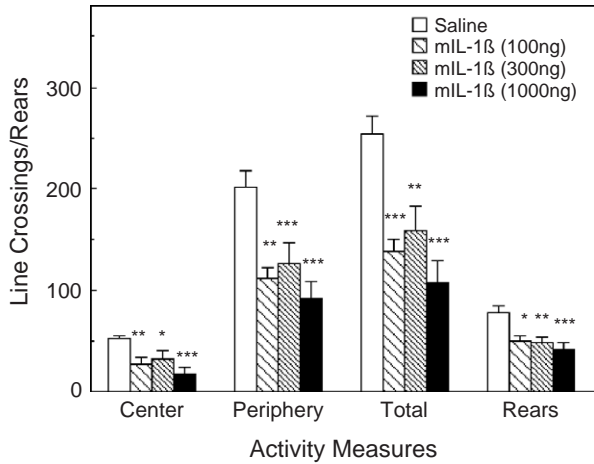 Saline
mIL-1ß (100ng)
mIL-1ß (300ng)
mIL-1ß (1000ng)
Line Crossings/Rears
300
200
100
0
** * ***
** *** ***
*** ** ***
* ** ***
Center Periphery Total Rears
Activity Measures